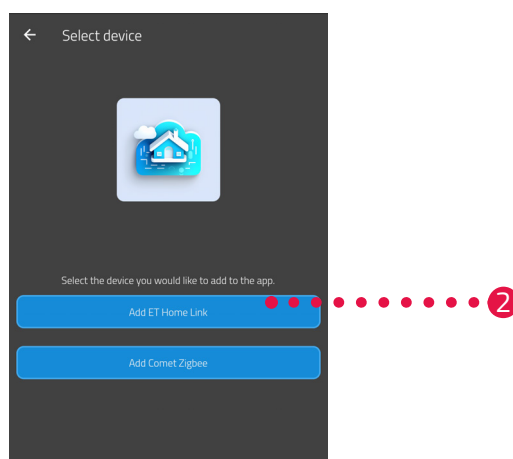 Select device
Select the device you would like to add to the app.
Add ET Home Link
2
Add Comet Zigbee